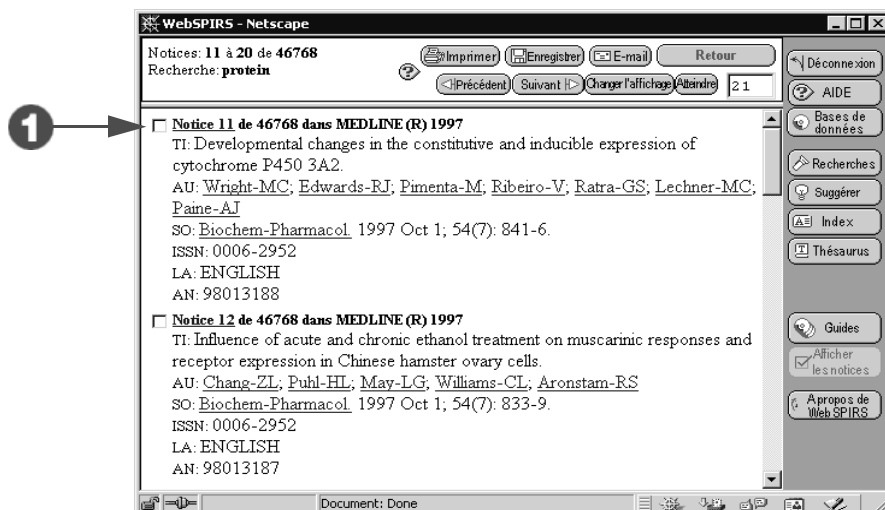 WebSPIRS - Netscape
Notices: 11 à 20 de 46768
Recherche: protein
Imprimer Enregistrer E-mail Retour
Précédent Suivant Changer l'affichage Atteindre 21
1
Notice 11 de 46768 dans MEDLINE (R) 1997
TI: Developmental changes in the constitutive and inducible expression of
cytochrome P450 3A2.
AU: Wright-MC; Edwards-RJ; Pimenta-M; Ribeiro-V; Ratra-GS; Lechner-MC;
Paine-AJ
SO: Biochem-Pharmacol. 1997 Oct 1; 54(7): 841-6.
ISSN: 0006-2952
LA: ENGLISH
AN: 98013188
Notice 12 de 46768 dans MEDLINE (R) 1997
TI: Influence of acute and chronic ethanol treatment on muscarinic responses and
receptor expression in Chinese hamster ovary cells.
AU: Chang-ZL; Puhl-HL; May-LG; Williams-CL; Aronstam-RS
SO: Biochem-Pharmacol. 1997 Oct 1; 54(7): 833-9.
ISSN: 0006-2952
LA: ENGLISH
AN: 98013187
Déconnexion
? AIDE
Bases de
données
Recherches
Suggérer
Index
Thésaurus
Guides
Afficher
les notices
A propos de
WebSPIRS
Document: Done